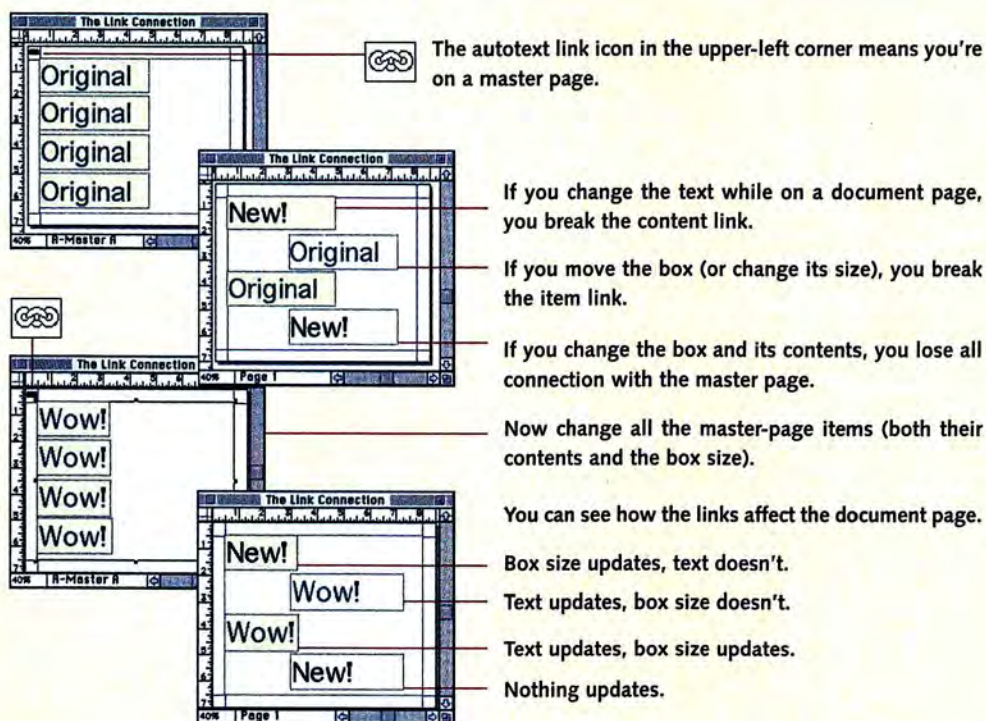 The Link Connection
Original
Original
Original
Original
40% A-Master A
The autotext link icon in the upper-left corner means you're
on a master page.
The Link Connection
New!
Original
Original
New!
40% Page 1
If you change the text while on a document page,
you break the content link.
If you move the box (or change its size), you break
the item link.
If you change the box and its contents, you lose all
connection with the master page.
The Link Connection
Wow!
Wow!
Wow!
Wow!
40% A-Master A
Now change all the master-page items (both their
contents and the box size).
You can see how the links affect the document page.
The Link Connection
New!
Wow!
Wow!
New!
40% Page 1
Box size updates, text doesn't.
Text updates, box size doesn't.
Text updates, box size updates.
Nothing updates.